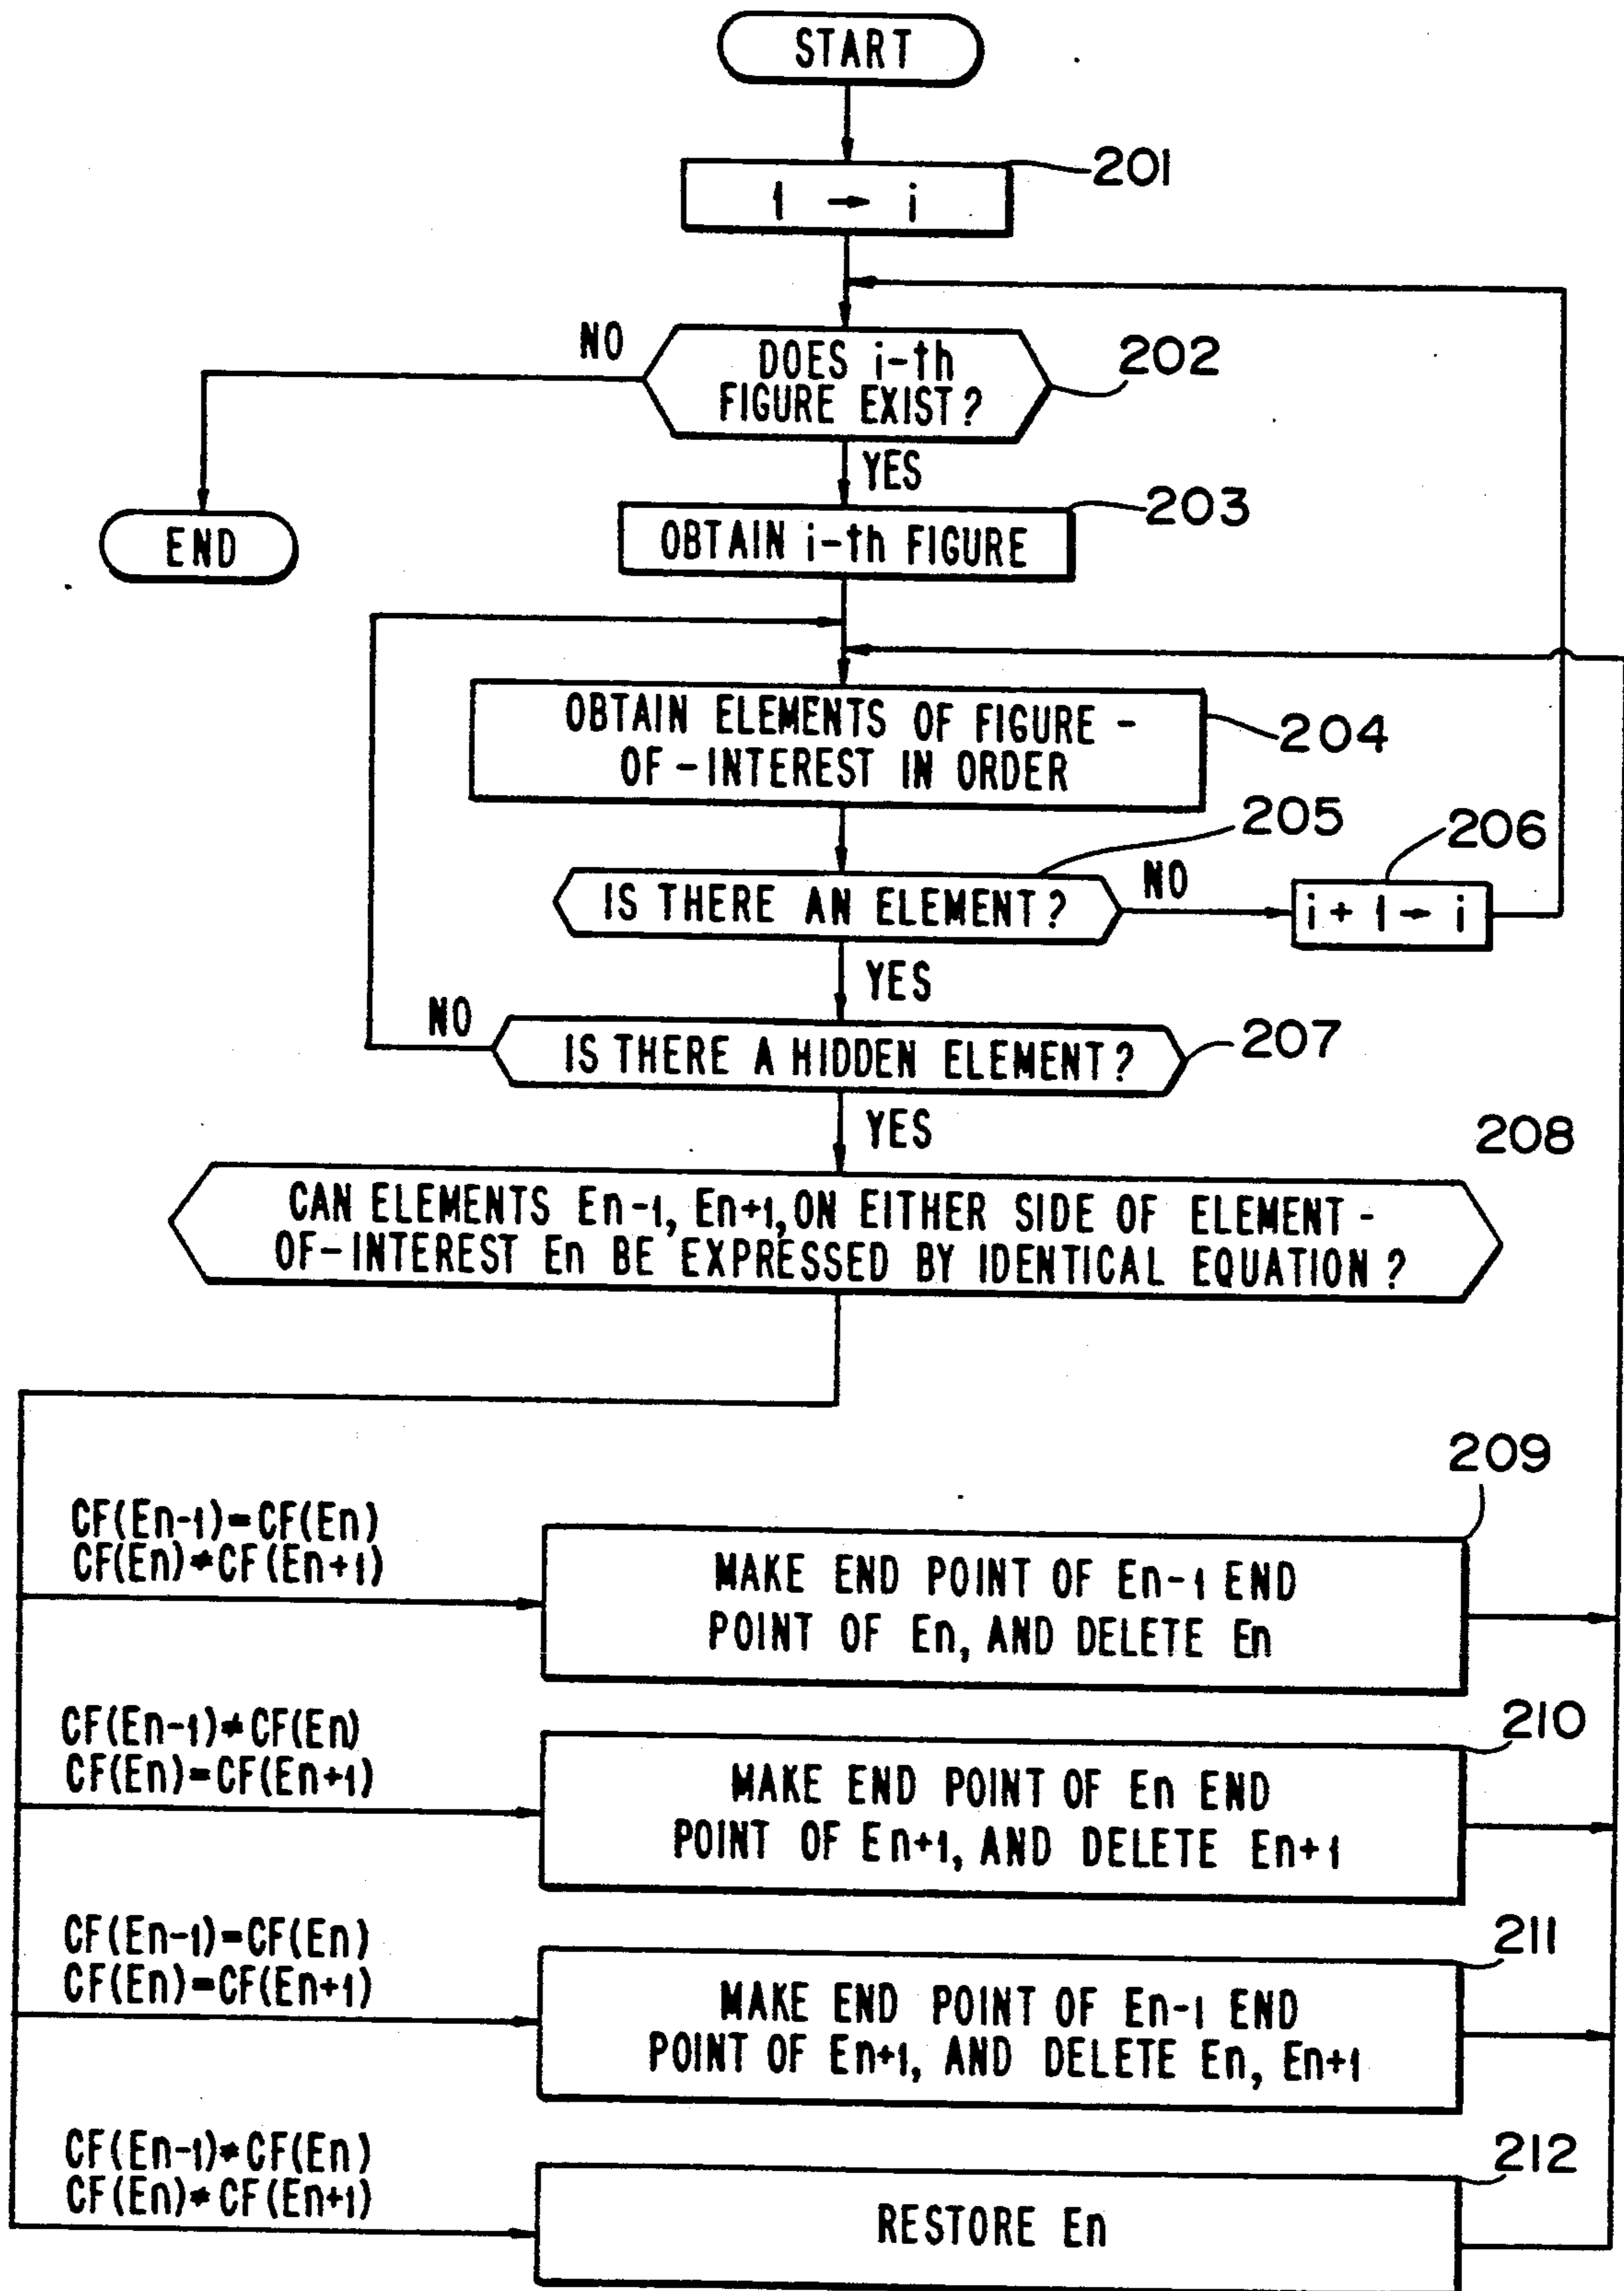 START
201
1 → i
NO
DOES i-th
FIGURE EXIST?
202
YES
END
203
OBTAIN i-th FIGURE
OBTAIN ELEMENTS OF FIGURE -
OF-INTEREST IN ORDER
204
205
206
IS THERE AN ELEMENT?
NO
i + 1 → i
YES
NO
IS THERE A HIDDEN ELEMENT?
207
YES
208
CAN ELEMENTS En-1, En+1, ON EITHER SIDE OF ELEMENT -
OF-INTEREST En BE EXPRESSED BY IDENTICAL EQUATION?
209
CF(En-1)=CF(En)
CF(En)≠CF(En+1)
MAKE END POINT OF En-1 END
POINT OF En, AND DELETE En
210
CF(En-1)≠CF(En)
CF(En)=CF(En+1)
MAKE END POINT OF En END
POINT OF En+1, AND DELETE En+1
211
CF(En-1)=CF(En)
CF(En)=CF(En+1)
MAKE END POINT OF En-1 END
POINT OF En+1, AND DELETE En, En+1
212
CF(En-1)≠CF(En)
CF(En)≠CF(En+1)
RESTORE En